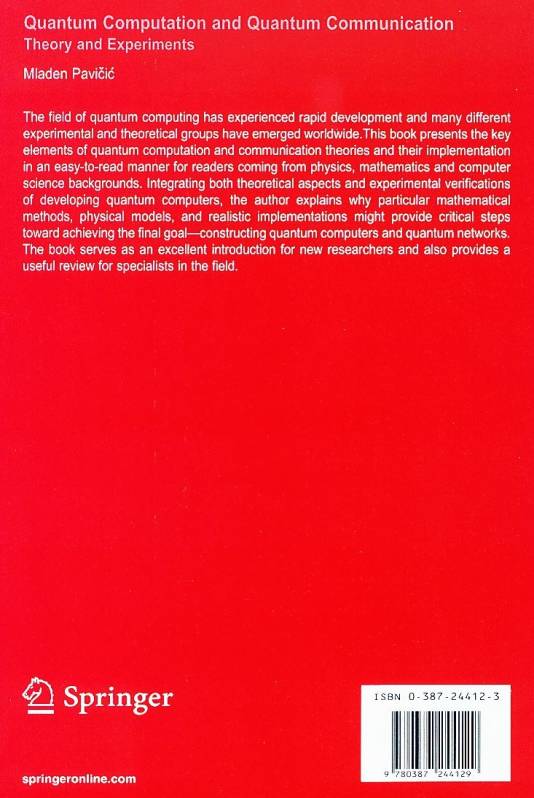 Quantum Computation and Quantum Communication
Theory and Experiments
Mladen Pavičić
The field of quantum computing has experienced rapid development and many different
experimental and theoretical groups have emerged worldwide.This book presents the key
elements of quantum computation and communication theories and their implementation
in an easy-to-read manner for readers coming from physics, mathematics and computer
science backgrounds. Integrating both theoretical aspects and experimental verifications
of developing quantum computers, the author explains why particular mathematical
methods, physical models, and realistic implementations might provide critical steps
toward achieving the final goal—constructing quantum computers and quantum networks.
The book serves as an excellent introduction for new researchers and also provides a
useful review for specialists in the field.
Springer
springeronline.com
ISBN 0-387-24412-3
9 780387 244129